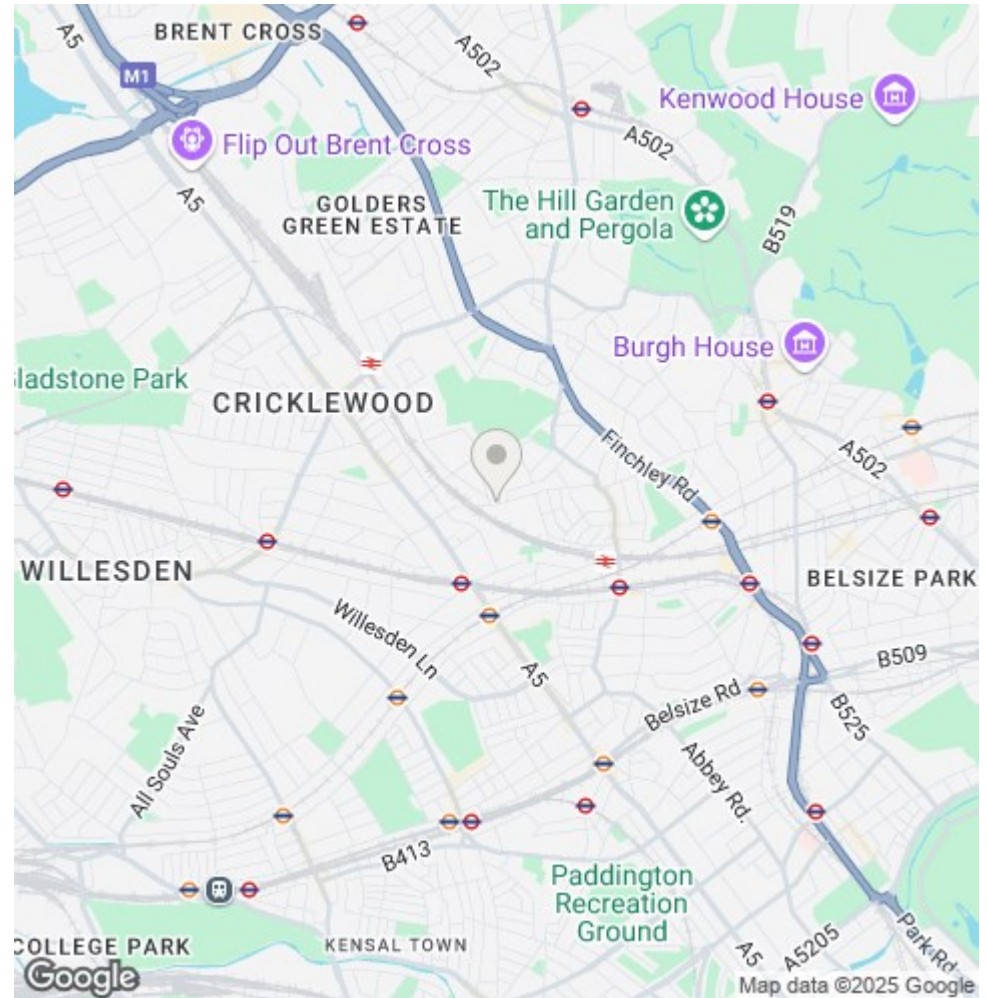 BRENT CROSS
A5
A502
M1
Kenwood House
Flip Out Brent Cross
A502
A5
The Hill Garden
and Pergola
GOLDERS
GREEN ESTATE
B519
Burgh House
ladstone Park
CRICKLEWOOD
Finchley Rd
A502
WILLESDEN
BELSIZE PARK
Willesden Ln
A5
B509
Belsize Rd
B525
All Souls Ave
Abbey Rd.
B413
Paddington
Recreation
Ground
COLLEGE PARK
KENSAL TOWN
A5
A5205
Park Rd
Google
Map data ©2025 Google